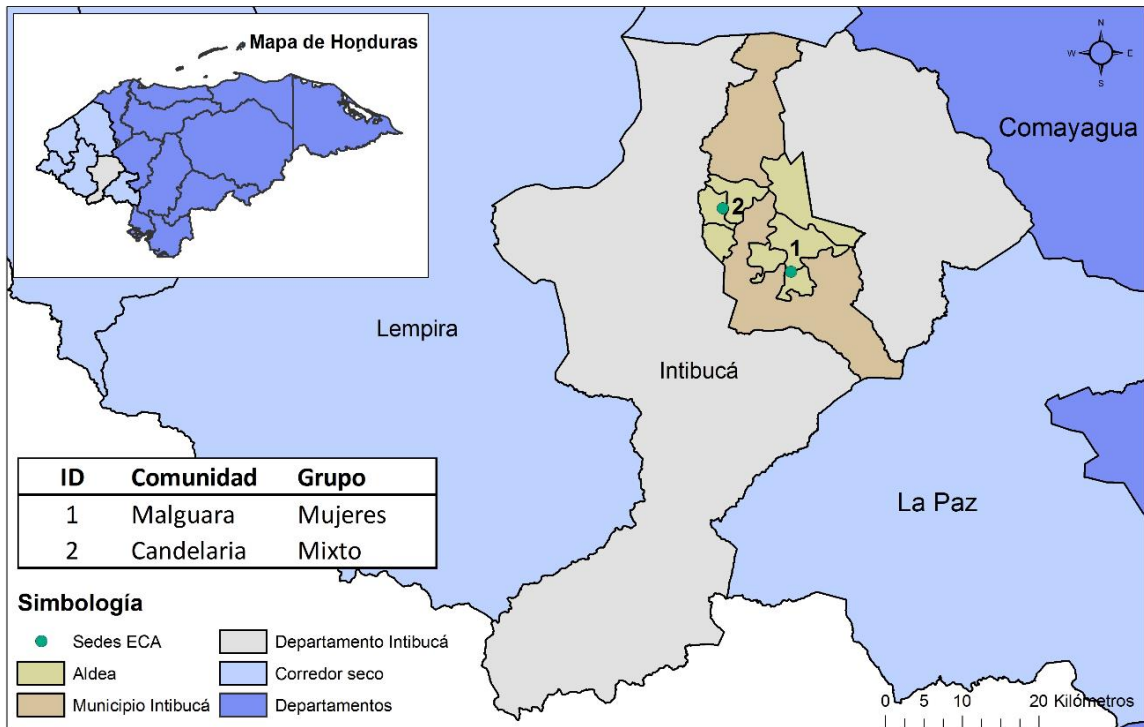 Mapa de Honduras
N
W E
S
Comayagua
2
1
Lempira
Intibucá
La Paz
ID Comunidad Grupo
1 Malguara Mujeres
2 Candelaria Mixto
Simbología
Sedes ECA
Aldea
Municipio Intibucá
Departamento Intibucá
Corredor seco
Departamentos
0 5 10 20 Kilómetros